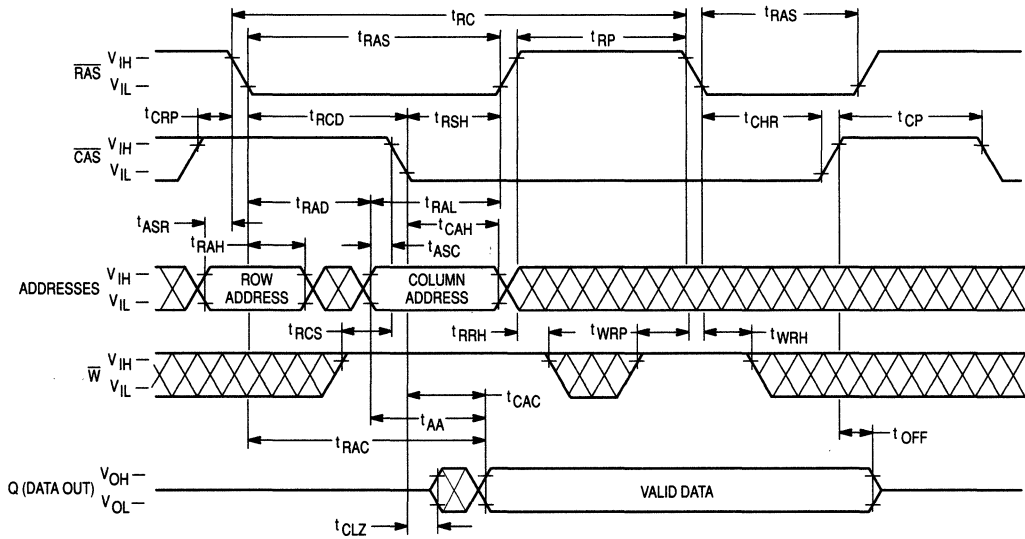 tRC
tRAS
tRAS
tRP
RAS
VIH
VIL
tCRP
tRCD
tRSH
tCHR
tCP
CAS
VIH
VIL
tRAD
tRAL
tASR
tCAH
tRAH
tASC
ADDRESSES
VIH
VIL
ROW
ADDRESS
COLUMN
ADDRESS
tRCS
tRRH
tWRP
tWRH
W
VIH
VIL
tCAC
tAA
tOFF
tRAC
Q (DATA OUT)
VOH
VOL
VALID DATA
tCLZ